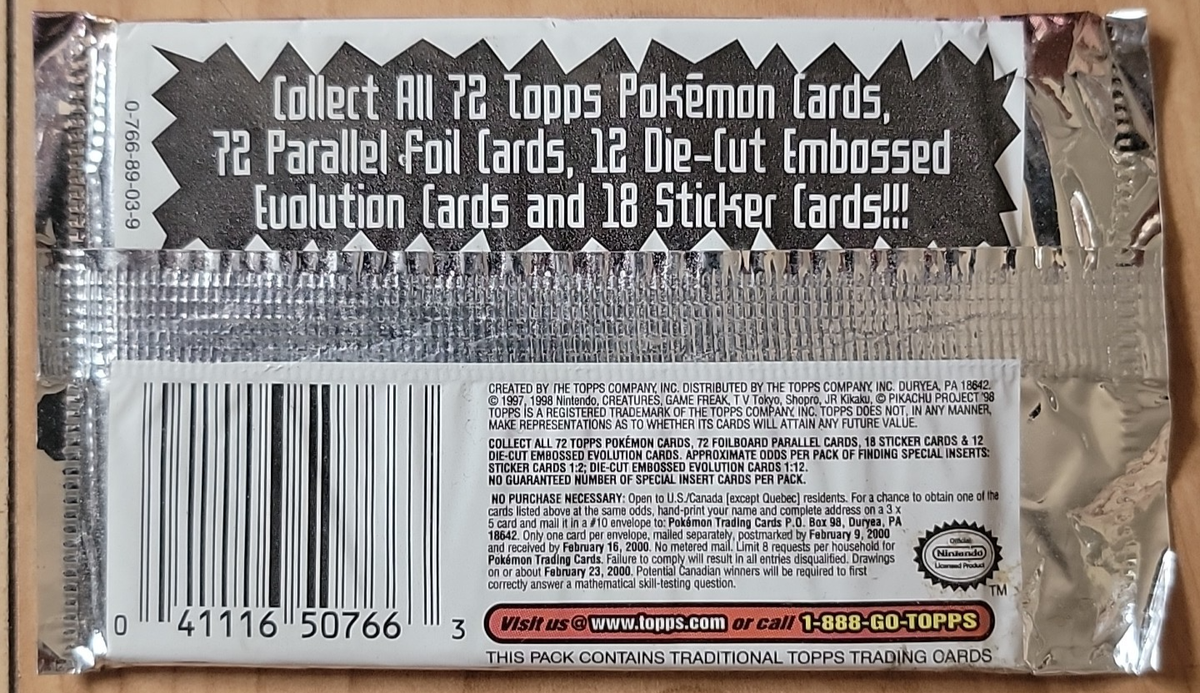 Collect All 72 Topps Pokémon Cards,
72 Parallel Foil Cards, 12 Die-Cut Embossed
Evolution Cards and 18 Sticker Cards!!!
0-766-89-03-9
CREATED BY THE TOPPS COMPANY, INC. DISTRIBUTED BY THE TOPPS COMPANY, INC. DURYEA, PA 18642.
© 1997, 1998 Nintendo, CREATURES, GAME FREAK, T V Tokyo, Shopro, JR Kikaku, © PIKACHU PROJECT '98
TOPPS IS A REGISTERED TRADEMARK OF THE TOPPS COMPANY, INC. TOPPS DOES NOT, IN ANY MANNER,
MAKE REPRESENTATIONS AS TO WHETHER ITS CARDS WILL ATTAIN ANY FUTURE VALUE.
COLLECT ALL 72 TOPPS POKÉMON CARDS, 72 FOILBOARD PARALLEL CARDS, 18 STICKER CARDS & 12
DIE-CUT EMBOSSED EVOLUTION CARDS. APPROXIMATE ODDS PER PACK OF FINDING SPECIAL INSERTS:
STICKER CARDS 1:2; DIE-CUT EMBOSSED EVOLUTION CARDS 1:12.
NO GUARANTEED NUMBER OF SPECIAL INSERT CARDS PER PACK.
NO PURCHASE NECESSARY: Open to U.S./Canada [except Quebec] residents. For a chance to obtain one of the
cards listed above at the same odds, hand-print your name and complete address on a 3 x
5 card and mail it in a #10 envelope to: Pokémon Trading Cards P.O. Box 98, Duryea, PA
18642. Only one card per envelope, mailed separately, postmarked by February 9, 2000
and received by February 16, 2000. No metered mail. Limit 8 requests per household for
Pokémon Trading Cards. Failure to comply will result in all entries disqualified. Drawings
on or about February 23, 2000. Potential Canadian winners will be required to first
correctly answer a mathematical skill-testing question.
Official
Nintendo
Licensed Product
TM
0 41116 50766 3
Visit us @ www.topps.com or call 1-888-GO-TOPPS
THIS PACK CONTAINS TRADITIONAL TOPPS TRADING CARDS